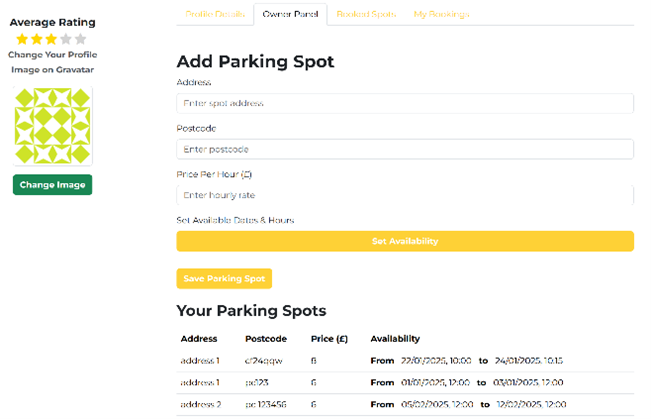 Profile Details Owner Panel Booked Spots My Bookings
Average Rating
Change Your Profile
Image on Gravatar
Change Image
Add Parking Spot
Address
Enter spot address
Postcode
Enter postcode
Price Per Hour (£)
Enter hourly rate
Set Available Dates & Hours
Set Availability
Save Parking Spot
Your Parking Spots
Address Postcode Price (£) Availability
address 1 cf24qqw 8 From 22/01/2025, 10:00 to 24/01/2025, 10:15
address 1 pc123 6 From 01/01/2025, 12:00 to 03/01/2025, 12:00
address 2 pc123456 6 From 05/02/2025, 12:00 to 12/02/2025, 12:00